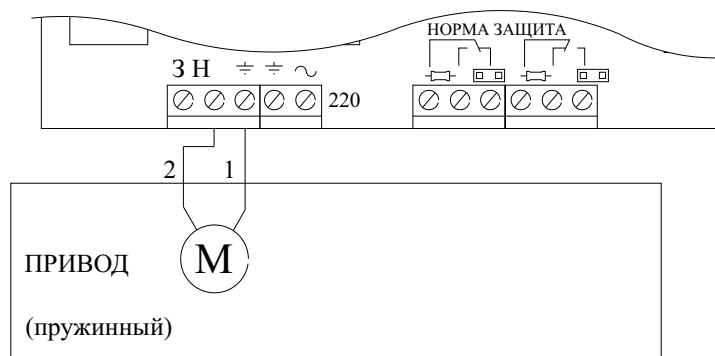 НОРМА ЗАЩИТА
З Н
220
2 1
М
ПРИВОД
(пружинный)